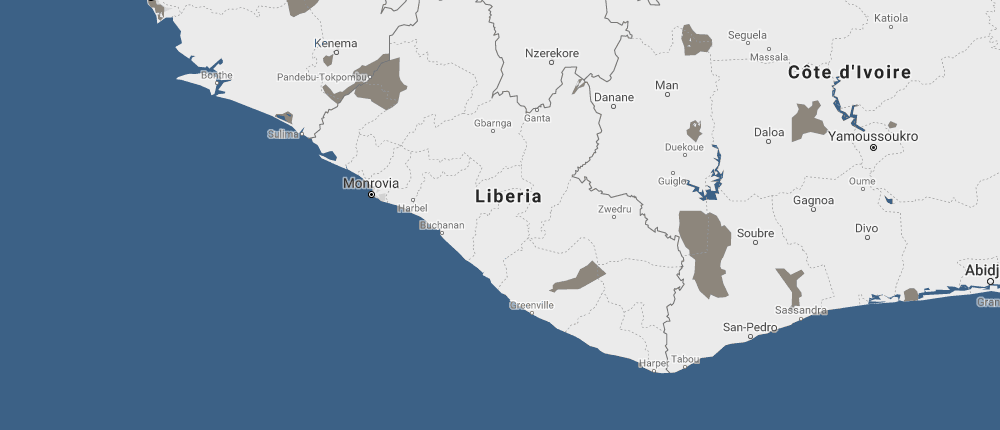 Katiola
Seguela
Kenema
Nzerekore
Massala
Côte d'Ivoire
Bonthe
Pandebu-Tokpombu
Man
Danane
Ganta
Gbarnga
Sulima
Daloa
Yamoussoukro
Duekoue
Monrovia
Guiglo
Oume
Liberia
Harbel
Gagnoa
Zwedru
Buchanan
Soubre
Divo
Abidj
Greenville
Sassandra
Gran
San-Pedro
Harper
Tabou